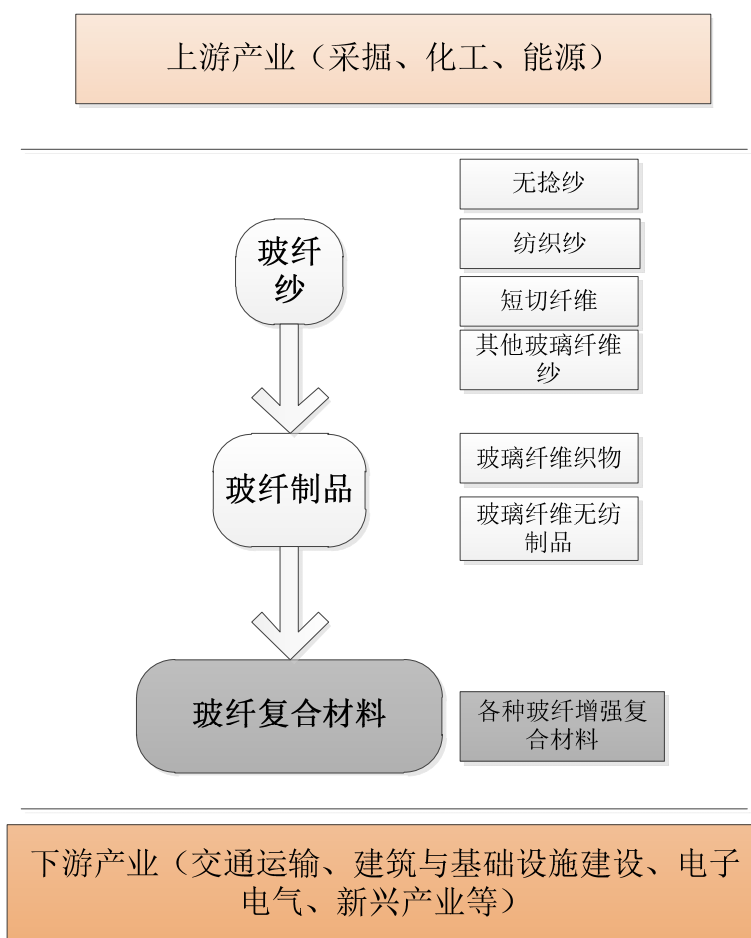 上游产业（采掘、化工、能源）
无捻纱
玻纤
纱
纺织纱
短切纤维
其他玻璃纤维
纱
玻纤制品
玻璃纤维织物
玻璃纤维无纺
制品
玻纤复合材料
各种玻纤增强复
合材料
下游产业（交通运输、建筑与基础设施建设、电子
电气、新兴产业等）